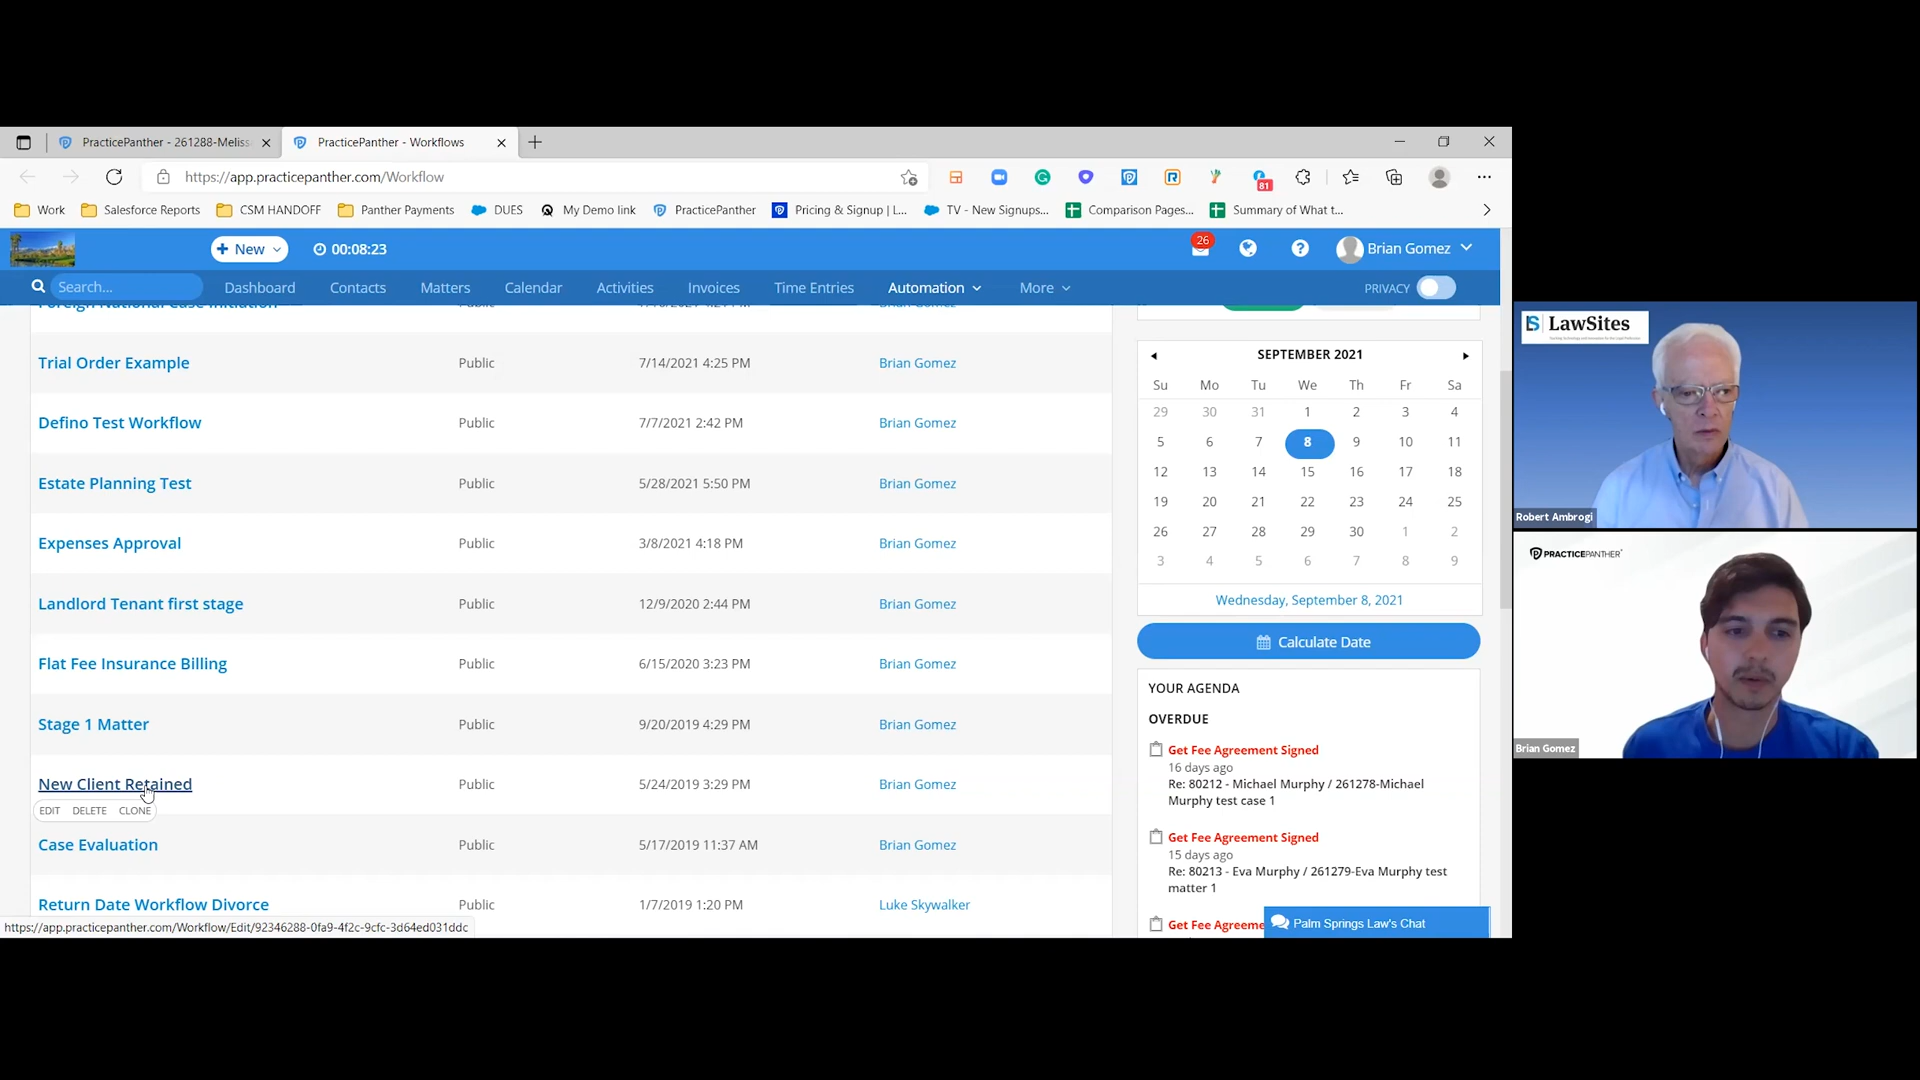 PracticePanther - 261288-Meliss
PracticePanther - Workflows
https://app.practicepanther.com/Workflow
81
Work
Salesforce Reports
CSM HANDOFF
Panther Payments
DUES
My Demo link
PracticePanther
Pricing & Signup | L...
TV - New Signups...
Comparison Pages...
Summary of What t...
+ New
00:08:23
26
Brian Gomez
Search...
Dashboard
Contacts
Matters
Calendar
Activities
Invoices
Time Entries
Automation
More
PRIVACY
Foreign National Case Initiation Public Brian Gomez
Trial Order Example Public 7/14/2021 4:25 PM Brian Gomez
Defino Test Workflow Public 7/7/2021 2:42 PM Brian Gomez
Estate Planning Test Public 5/28/2021 5:50 PM Brian Gomez
Expenses Approval Public 3/8/2021 4:18 PM Brian Gomez
Landlord Tenant first stage Public 12/9/2020 2:44 PM Brian Gomez
Flat Fee Insurance Billing Public 6/15/2020 3:23 PM Brian Gomez
Stage 1 Matter Public 9/20/2019 4:29 PM Brian Gomez
New Client Retained Public 5/24/2019 3:29 PM Brian Gomez
EDIT DELETE CLONE
Case Evaluation Public 5/17/2019 11:37 AM Brian Gomez
Return Date Workflow Divorce Public 1/7/2019 1:20 PM Luke Skywalker
https://app.practicepanther.com/Workflow/Edit/92346288-0fa9-4f2c-9cfc-3d64ed031ddc
SEPTEMBER 2021
Su Mo Tu We Th Fr Sa
29 30 31 1 2 3 4
5 6 7 8 9 10 11
12 13 14 15 16 17 18
19 20 21 22 23 24 25
26 27 28 29 30 1 2
3 4 5 6 7 8 9
Wednesday, September 8, 2021
Calculate Date
YOUR AGENDA
OVERDUE
Get Fee Agreement Signed
16 days ago
Re: 80212 - Michael Murphy / 261278-Michael
Murphy test case 1
Get Fee Agreement Signed
15 days ago
Re: 80213 - Eva Murphy / 261279-Eva Murphy test
matter 1
Get Fee Agreeme
Palm Springs Law's Chat
LS LawSites
Robert Ambrogi
PRACTICEPANTHER
Brian Gomez